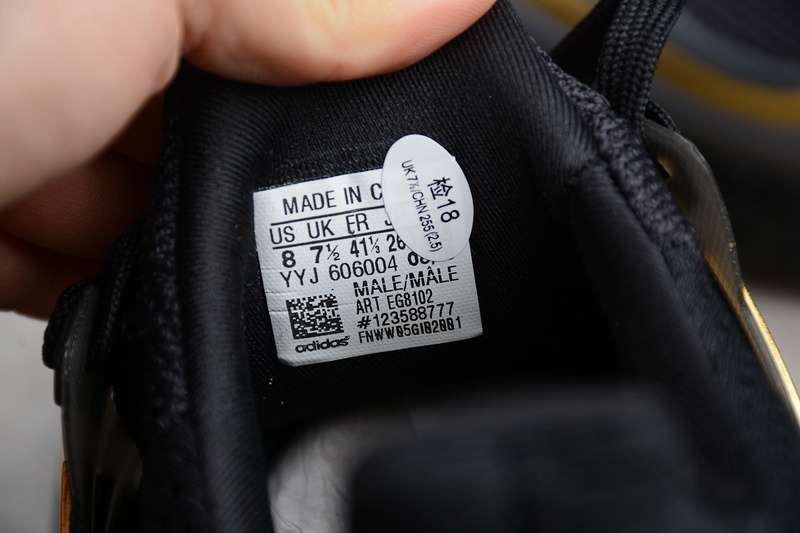 MADE IN C
US UK FR J
8 7½ 41⅓ 26
YYJ 606004
MALE/MÂLE
ART EG8102
#123588777
adidas FNWW05G102001
检18
UK 7½/CHN 255(2.5)